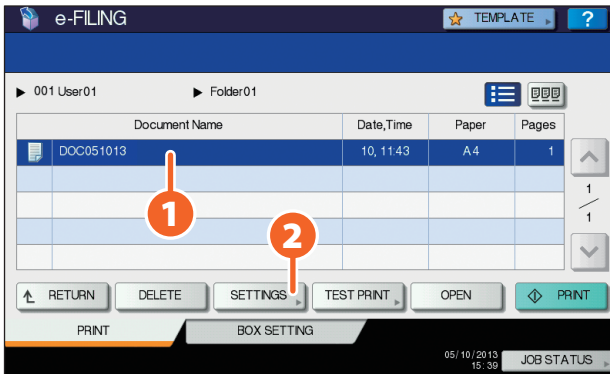 e-FILING
TEMPLATE
?
001 User01 Folder01
Document Name Date,Time Paper Pages
DOC051013 10, 11:43 A4 1
1
1
1
2
RETURN DELETE SETTINGS TEST PRINT OPEN PRINT
PRINT BOX SETTING
05/10/2013
15:39
JOB STATUS